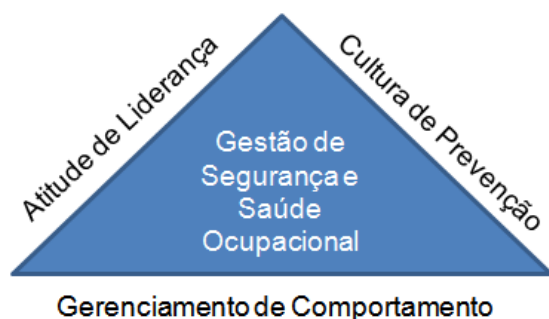 Atitude de Liderança
Cultura de Prevenção
Gestão de
Segurança e
Saúde
Ocupacional
Gerenciamento de Comportamento